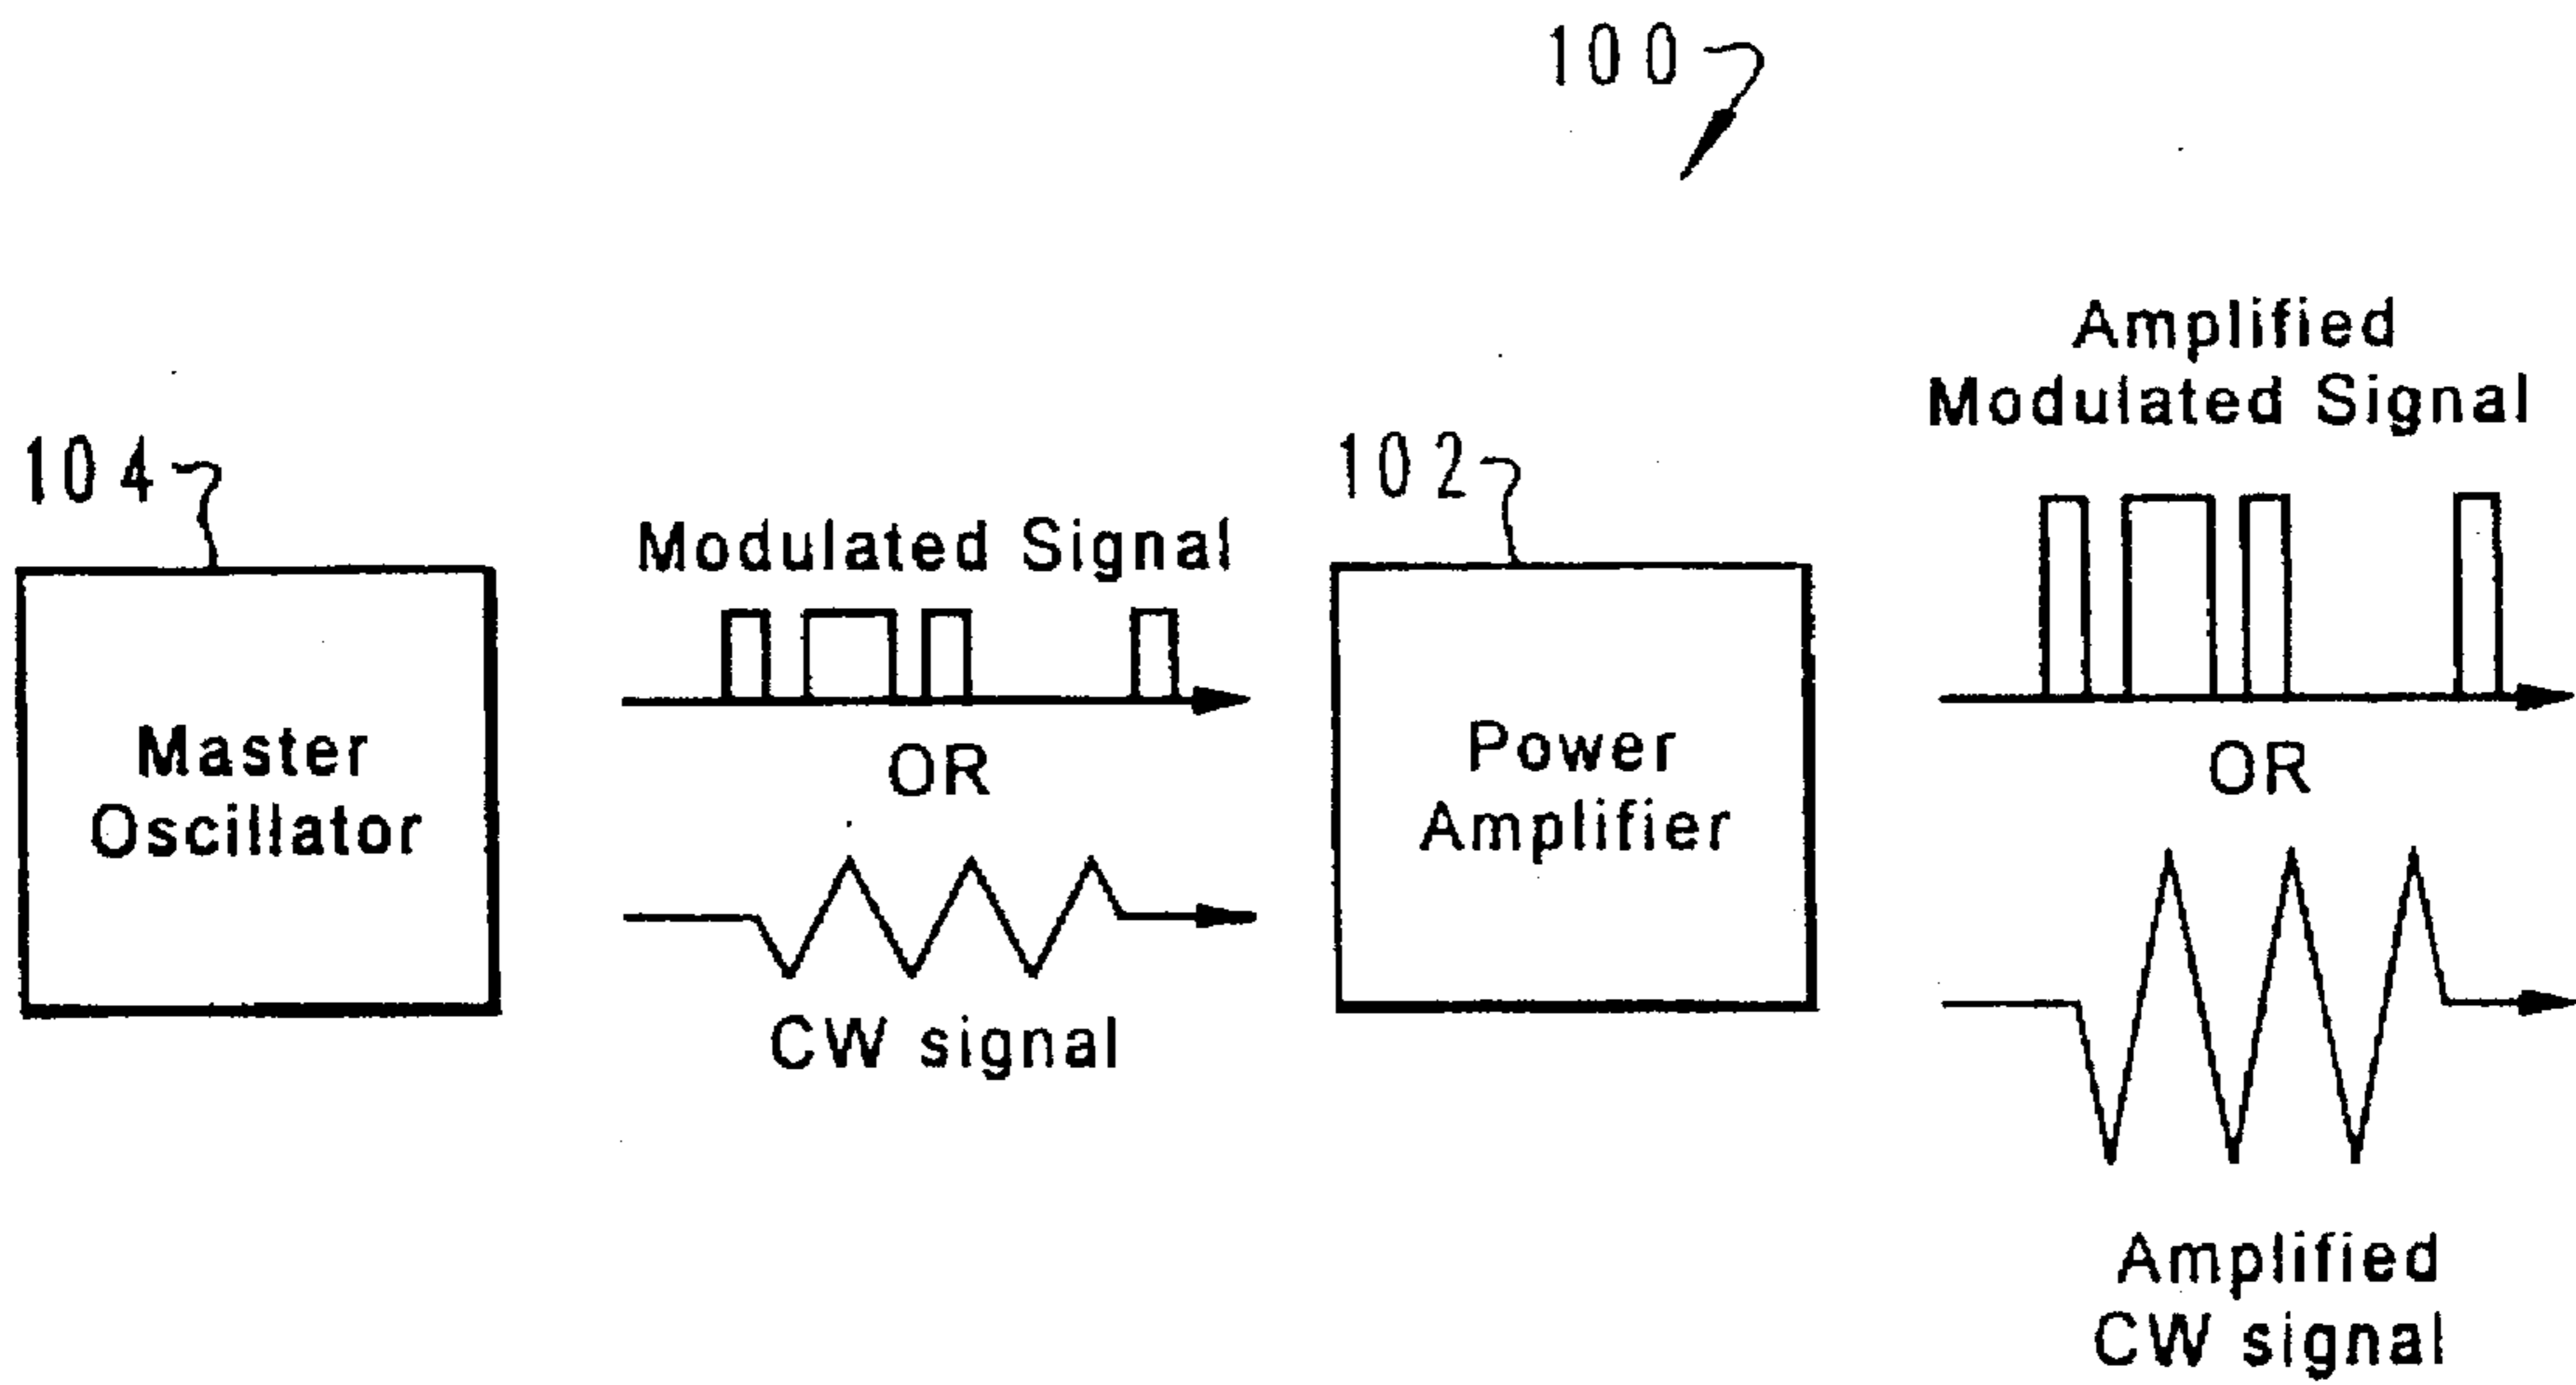 100
Amplified
Modulated Signal
104
102
Modulated Signal
Master
Oscillator
OR
Power
Amplifier
OR
CW signal
Amplified
CW signal